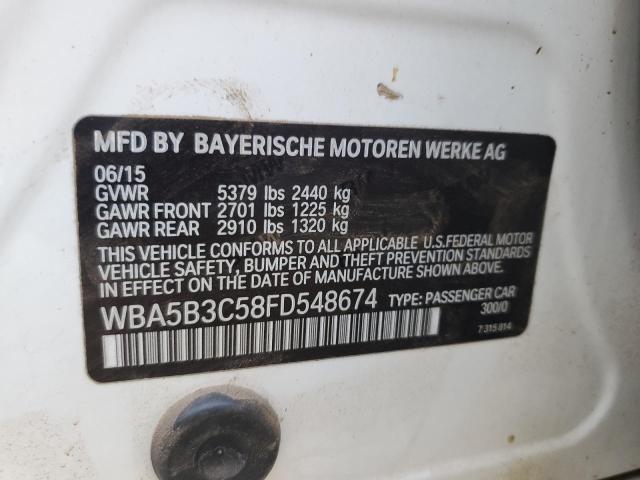 MFD BY BAYERISCHE MOTOREN WERKE AG
06/15
GVWR 5379 lbs 2440 kg
GAWR FRONT 2701 lbs 1225 kg
GAWR REAR 2910 lbs 1320 kg
THIS VEHICLE CONFORMS TO ALL APPLICABLE U.S.FEDERAL MOTOR
VEHICLE SAFETY, BUMPER AND THEFT PREVENTION STANDARDS
IN EFFECT ON THE DATE OF MANUFACTURE SHOWN ABOVE.
WBA5B3C58FD548674 TYPE: PASSENGER CAR
300/0
7 315 814